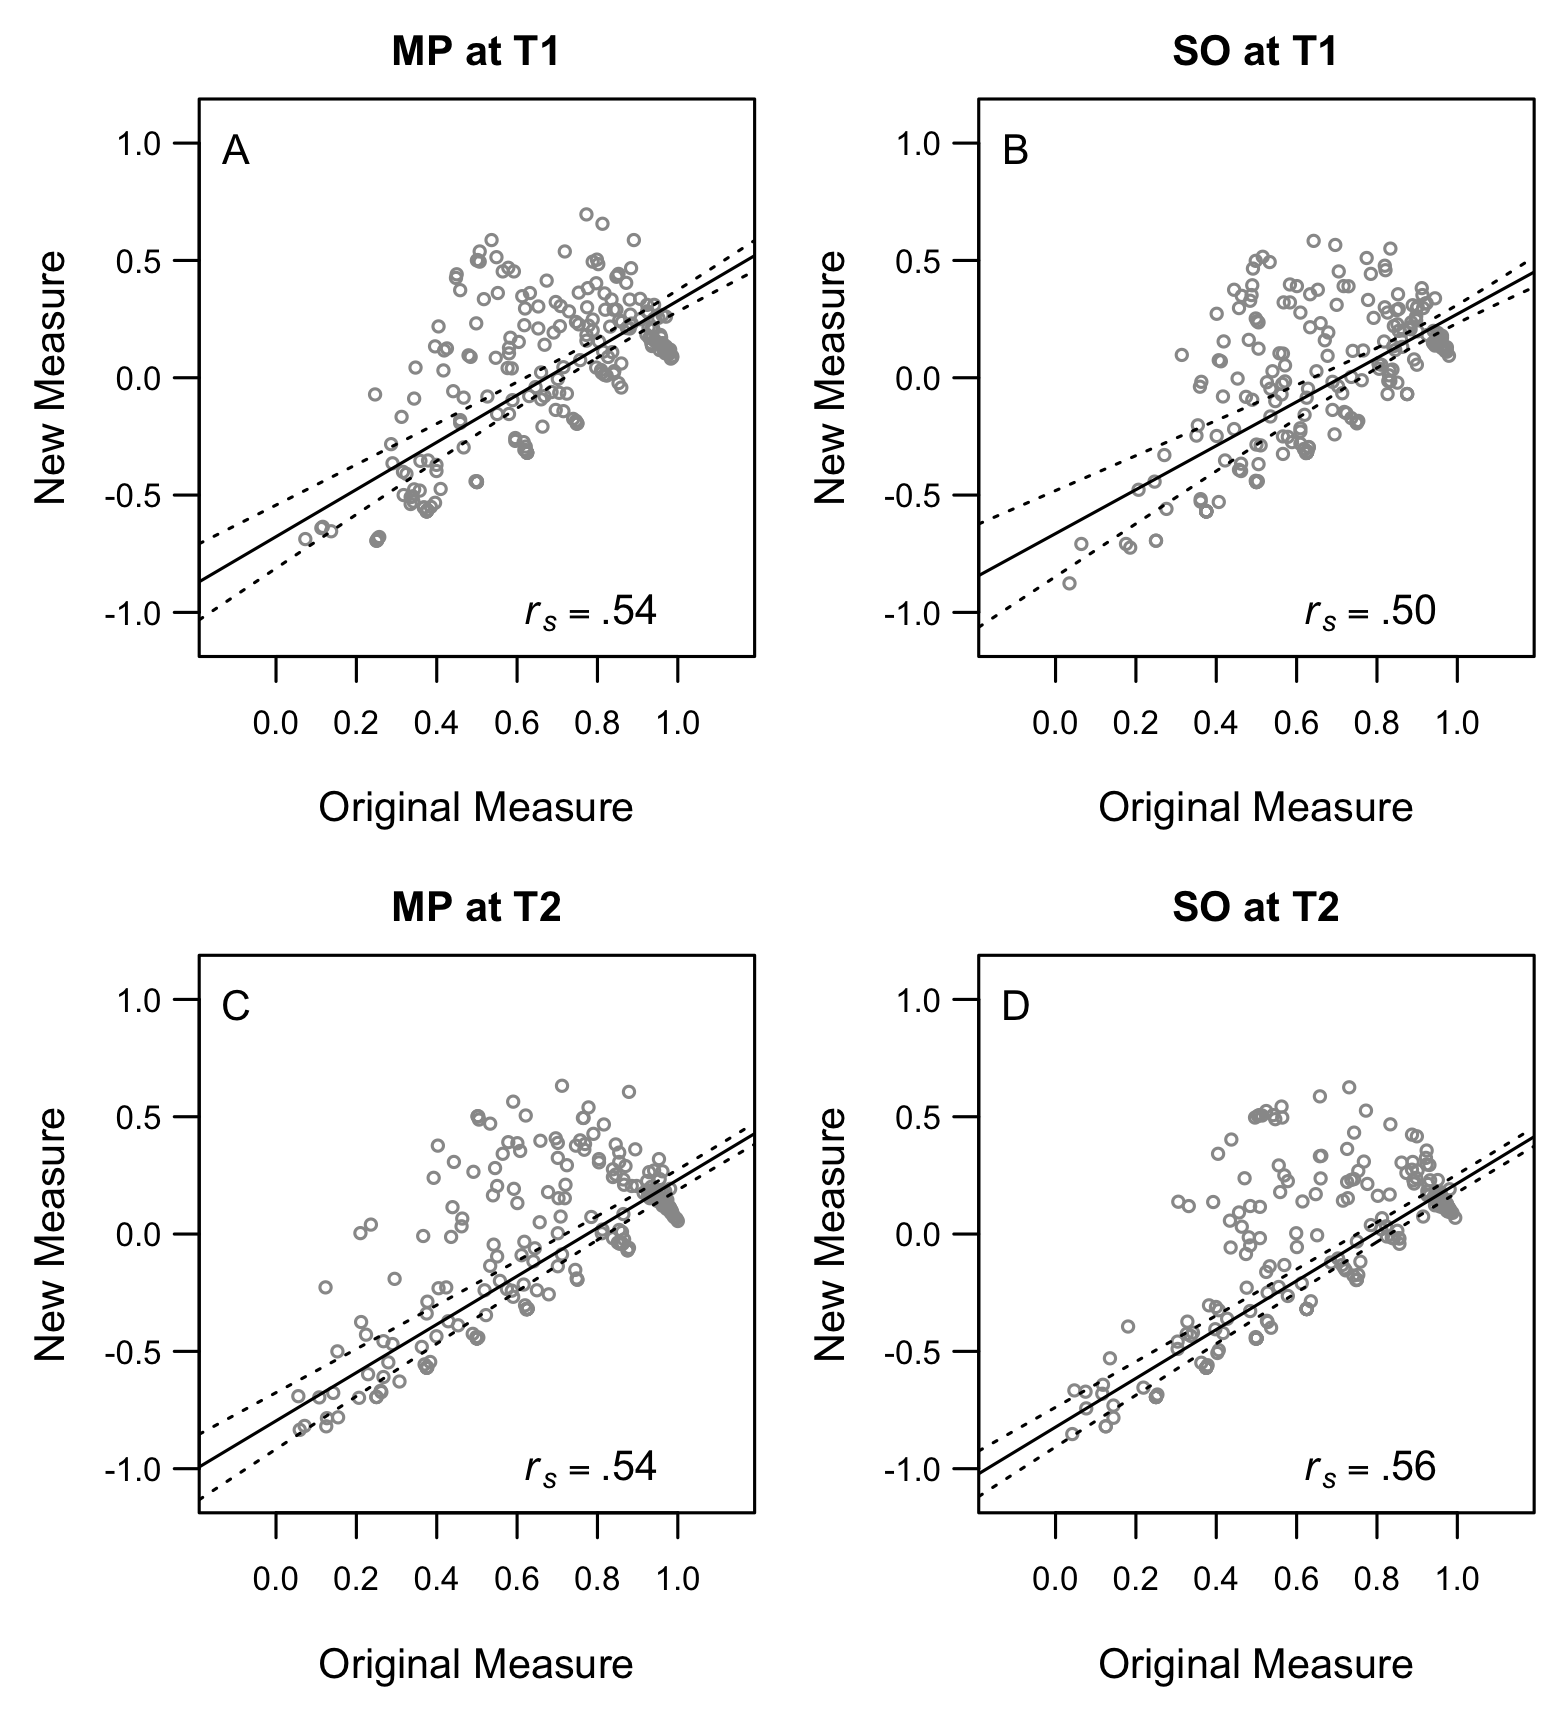 MP at T1
A
1.0
0.5
0.0
-0.5
-1.0
New Measure
rs = .54
0.0 0.2 0.4 0.6 0.8 1.0
Original Measure
SO at T1
B
1.0
0.5
0.0
-0.5
-1.0
New Measure
rs = .50
0.0 0.2 0.4 0.6 0.8 1.0
Original Measure
MP at T2
C
1.0
0.5
0.0
-0.5
-1.0
New Measure
rs = .54
0.0 0.2 0.4 0.6 0.8 1.0
Original Measure
SO at T2
D
1.0
0.5
0.0
-0.5
-1.0
New Measure
rs = .56
0.0 0.2 0.4 0.6 0.8 1.0
Original Measure